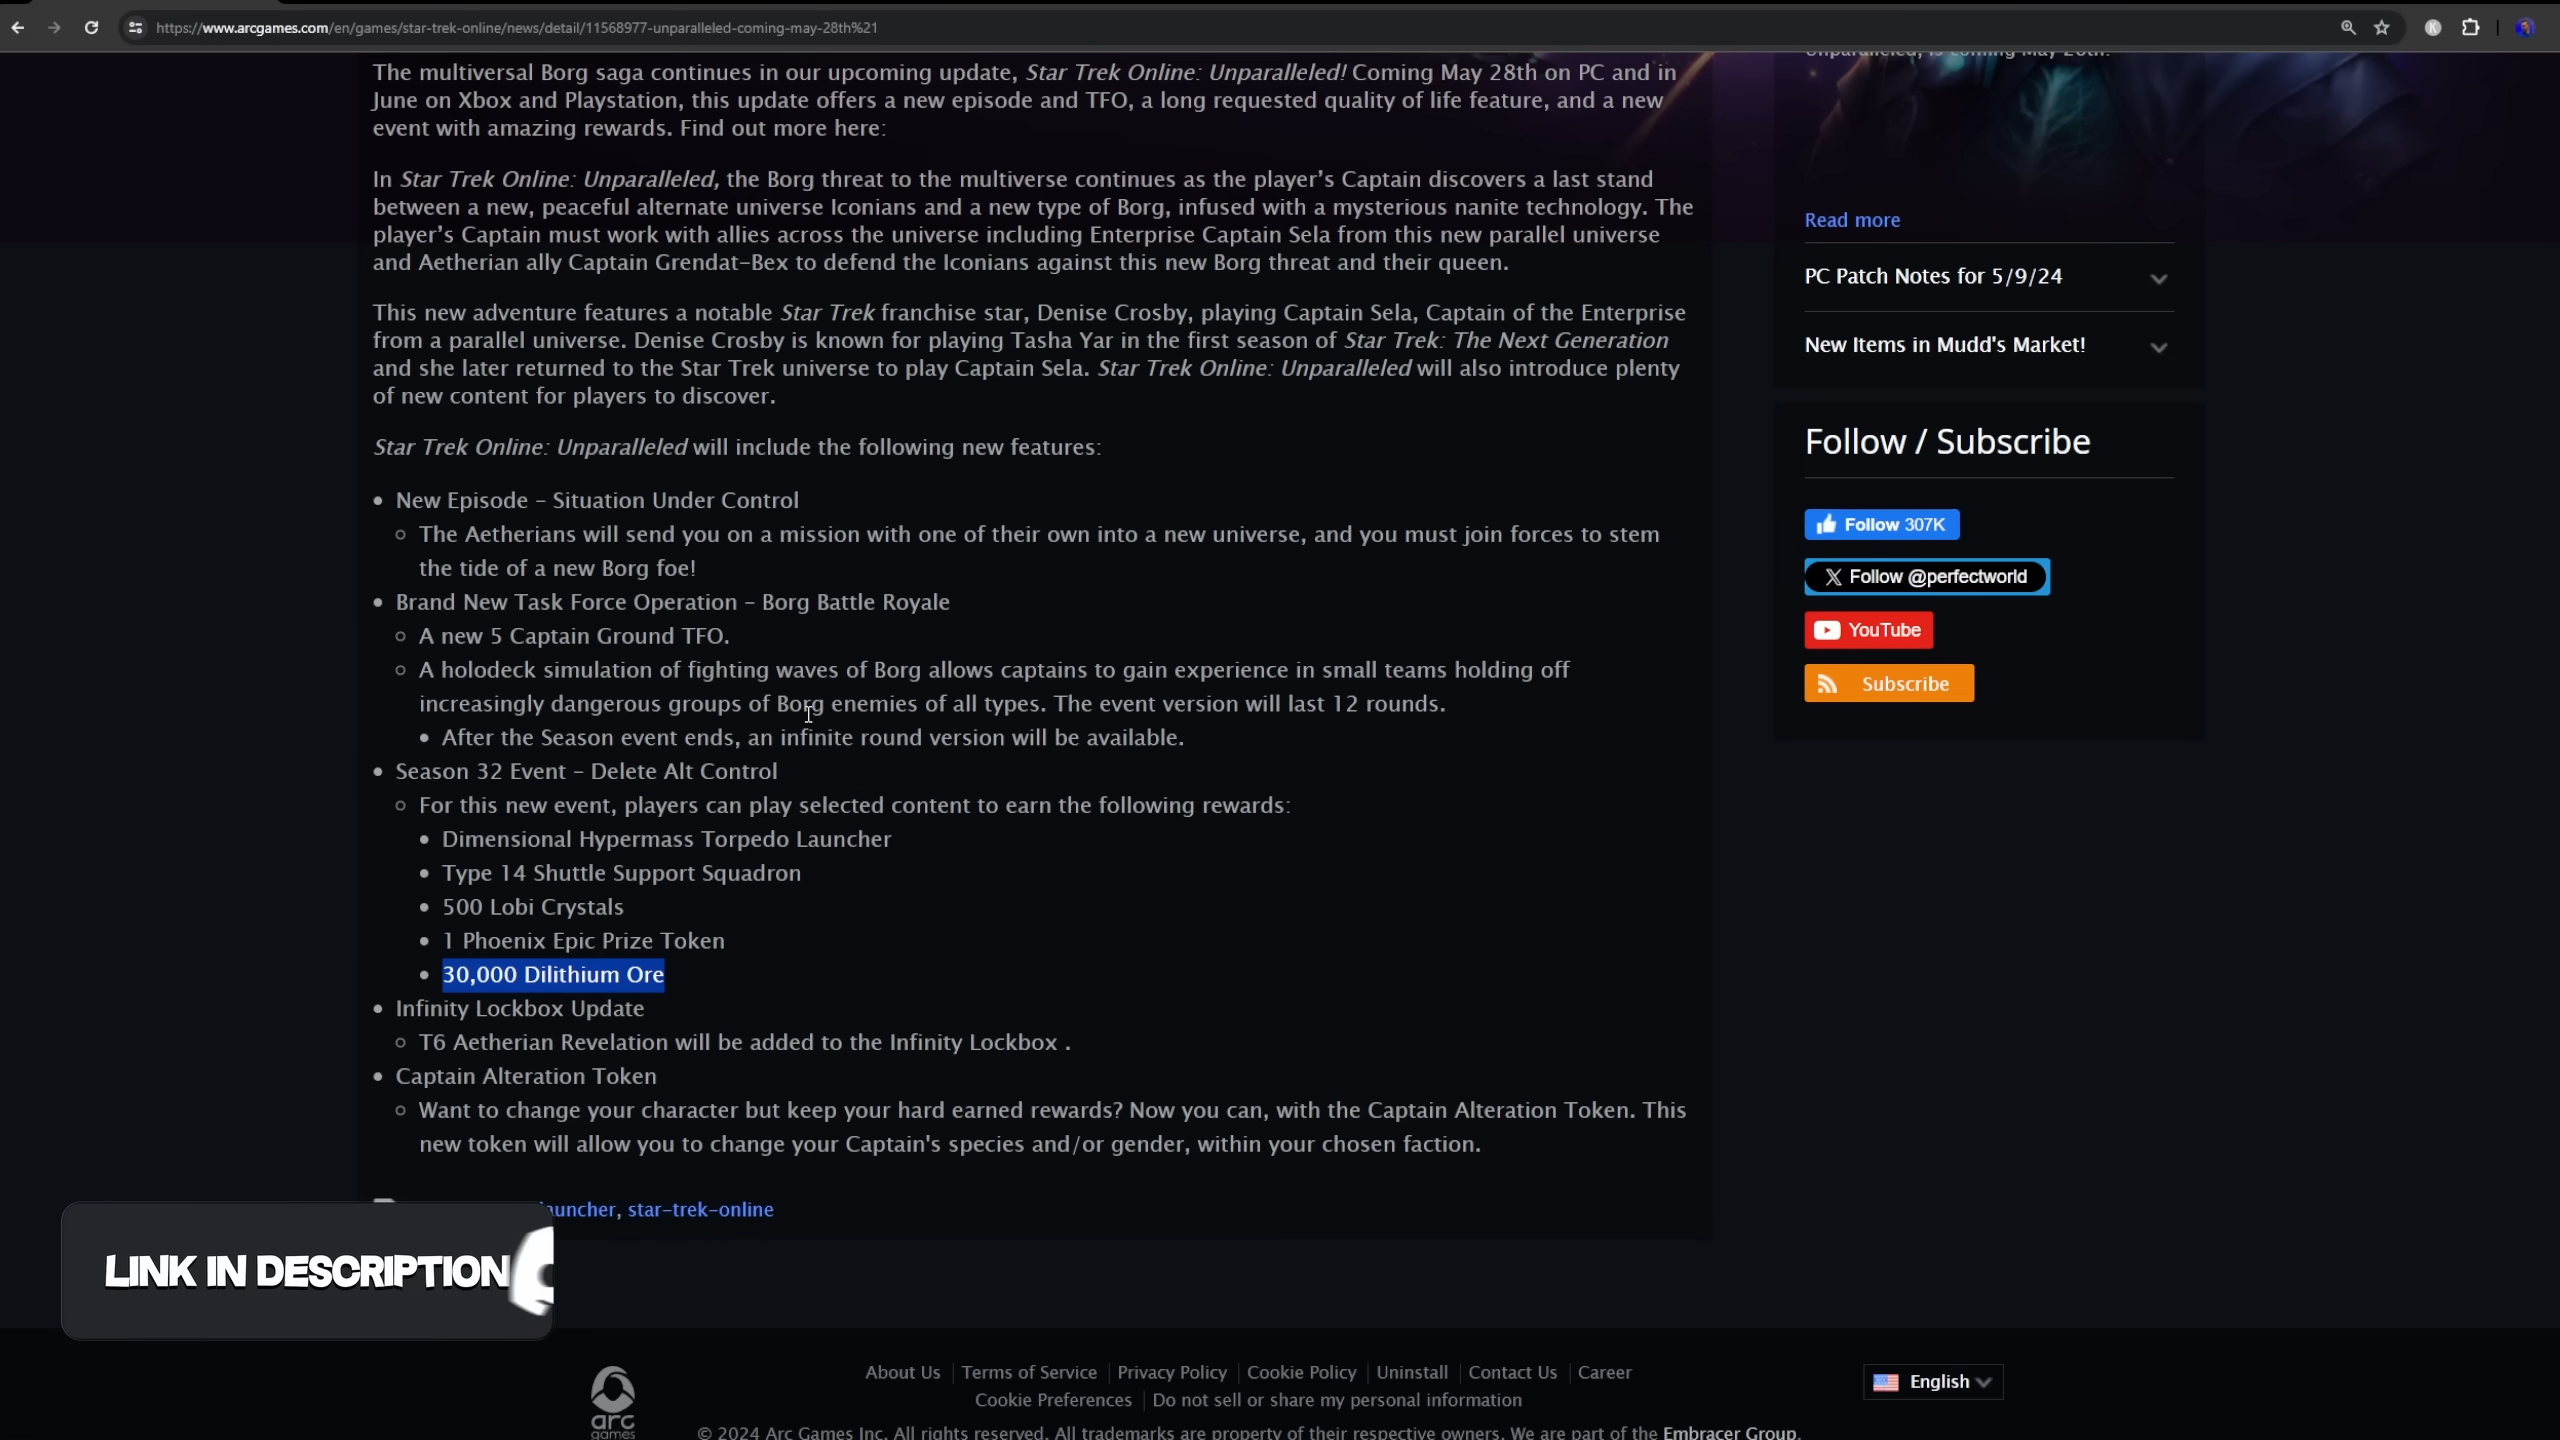 https://www.arcgames.com/en/games/star-trek-online/news/detail/11568977-unparalleled-coming-may-28th%21
The multiversal Borg saga continues in our upcoming update, Star Trek Online: Unparalleled! Coming May 28th on PC and in
June on Xbox and Playstation, this update offers a new episode and TFO, a long requested quality of life feature, and a new
event with amazing rewards. Find out more here:
In Star Trek Online: Unparalleled, the Borg threat to the multiverse continues as the player's Captain discovers a last stand
between a new, peaceful alternate universe Iconians and a new type of Borg, infused with a mysterious nanite technology. The
player's Captain must work with allies across the universe including Enterprise Captain Sela from this new parallel universe
and Aetherian ally Captain Grendat-Bex to defend the Iconians against this new Borg threat and their queen.
This new adventure features a notable Star Trek franchise star, Denise Crosby, playing Captain Sela, Captain of the Enterprise
from a parallel universe. Denise Crosby is known for playing Tasha Yar in the first season of Star Trek: The Next Generation
and she later returned to the Star Trek universe to play Captain Sela. Star Trek Online: Unparalleled will also introduce plenty
of new content for players to discover.
Star Trek Online: Unparalleled will include the following new features:
New Episode – Situation Under Control
The Aetherians will send you on a mission with one of their own into a new universe, and you must join forces to stem
the tide of a new Borg foe!
Brand New Task Force Operation – Borg Battle Royale
A new 5 Captain Ground TFO.
A holodeck simulation of fighting waves of Borg allows captains to gain experience in small teams holding off
increasingly dangerous groups of Borg enemies of all types. The event version will last 12 rounds.
After the Season event ends, an infinite round version will be available.
Season 32 Event – Delete Alt Control
For this new event, players can play selected content to earn the following rewards:
Dimensional Hypermass Torpedo Launcher
Type 14 Shuttle Support Squadron
500 Lobi Crystals
1 Phoenix Epic Prize Token
30,000 Dilithium Ore
Infinity Lockbox Update
T6 Aetherian Revelation will be added to the Infinity Lockbox .
Captain Alteration Token
Want to change your character but keep your hard earned rewards? Now you can, with the Captain Alteration Token. This
new token will allow you to change your Captain's species and/or gender, within your chosen faction.
launcher, star-trek-online
LINK IN DESCRIPTION
Unparalleled, is coming May 28th.
Read more
PC Patch Notes for 5/9/24
New Items in Mudd's Market!
Follow / Subscribe
Follow 307K
Follow @perfectworld
YouTube
Subscribe
About Us | Terms of Service | Privacy Policy | Cookie Policy | Uninstall | Contact Us | Career
Cookie Preferences | Do not sell or share my personal information
arc
games
© 2024 Arc Games Inc. All rights reserved. All trademarks are property of their respective owners. We are part of the Embracer Group.
English